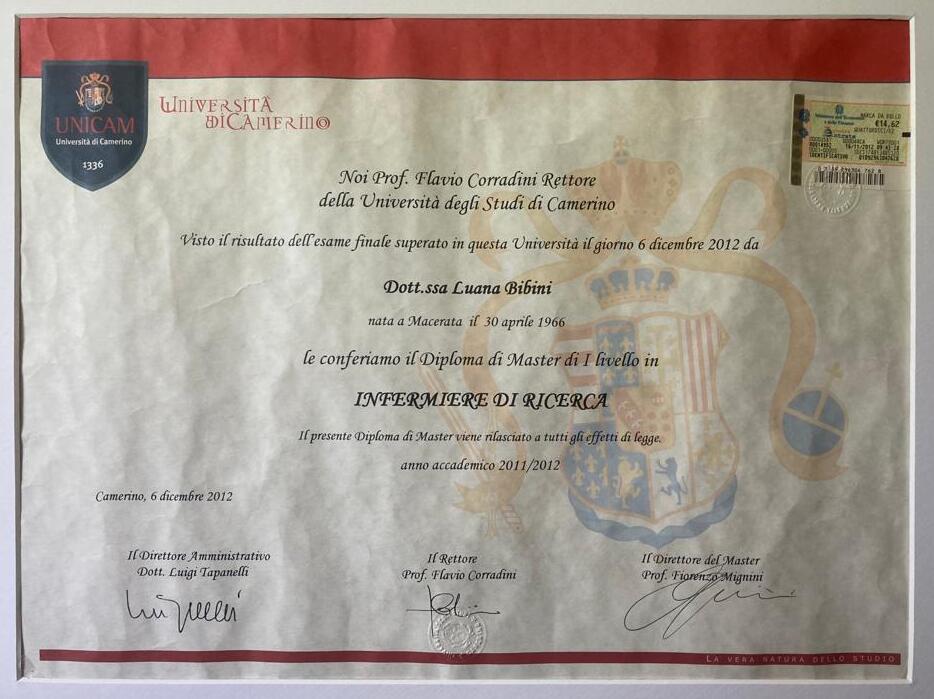 UNICAM
Università di Camerino
1336
UNIVERSITÀ
DI CAMERINO
MARCA DA BOLLO
€14,62
Noi Prof. Flavio Corradini Rettore
della Università degli Studi di Camerino
Visto il risultato dell'esame finale superato in questa Università il giorno 6 dicembre 2012 da
Dott.ssa Luana Bibini
nata a Macerata il 30 aprile 1966
le conferiamo il Diploma di Master di I livello in
INFERMIERE DI RICERCA
Il presente Diploma di Master viene rilasciato a tutti gli effetti di legge.
anno accademico 2011/2012
Camerino, 6 dicembre 2012
Il Direttore Amministrativo
Dott. Luigi Tapanelli
Il Rettore
Prof. Flavio Corradini
Il Direttore del Master
Prof. Fiorenzo Mignini
LA VERA NATURA DELLO STUDIO